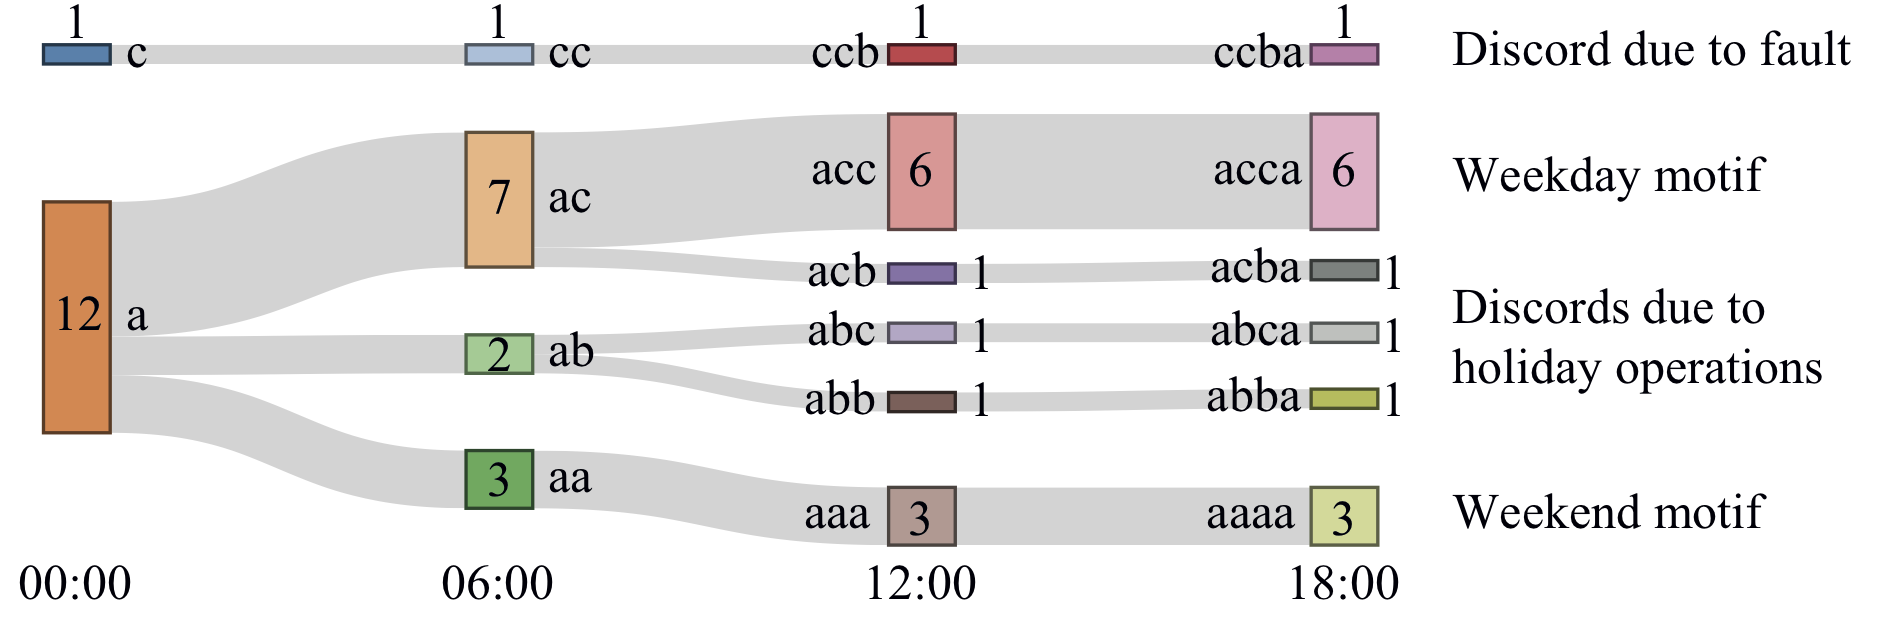 1 1 1 1
c cc ccb ccba Discord due to fault
7 ac acc 6 acca 6 Weekday motif
acb 1 acba 1
12 a Discords due to
2 ab abc 1 abca 1
holiday operations
abb 1 abba 1
3 aa aaa 3 aaaa 3 Weekend motif
00:00 06:00 12:00 18:00